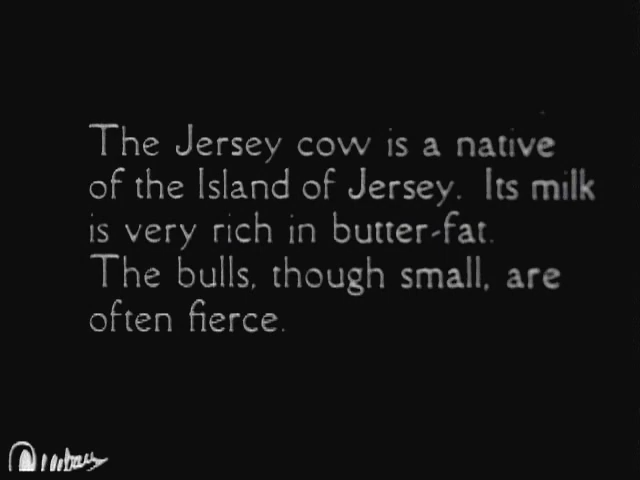 The Jersey cow is a native
of the Island of Jersey. Its milk
is very rich in butter-fat.
The bulls, though small, are
often fierce.